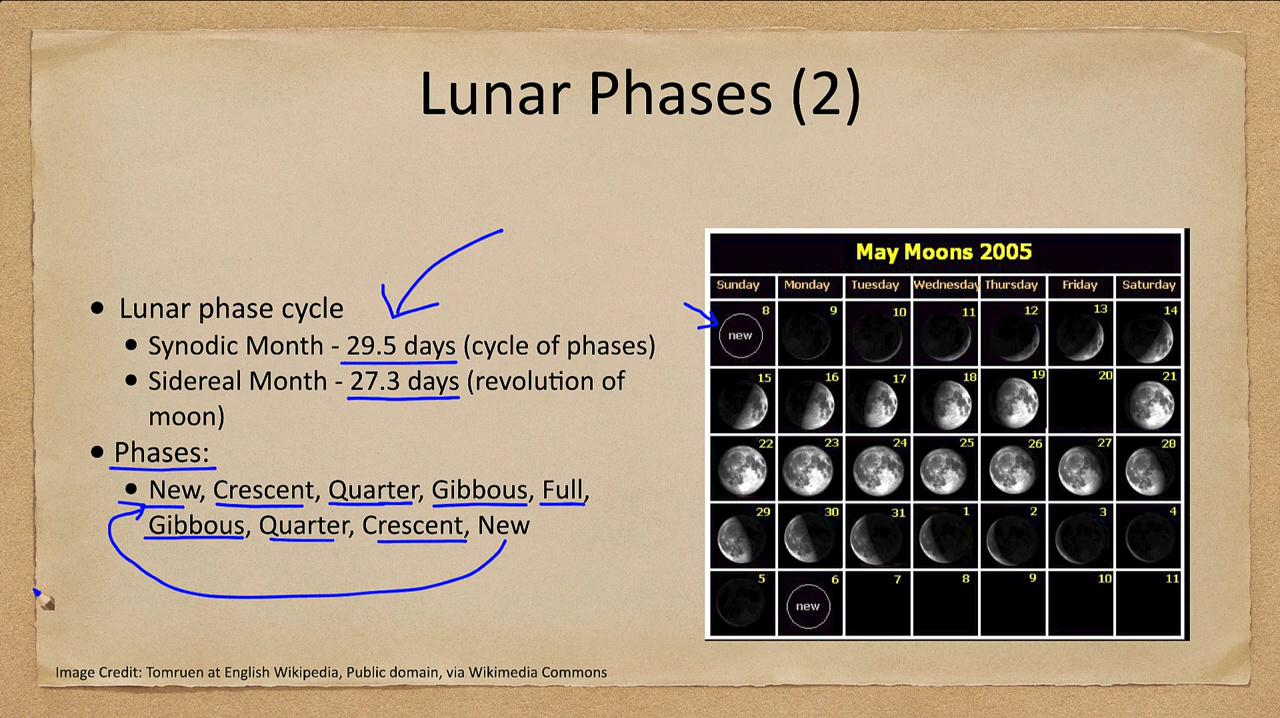 Lunar Phases (2)
• Lunar phase cycle
• Synodic Month - 29.5 days (cycle of phases)
• Sidereal Month - 27.3 days (revolution of
moon)
• Phases:
• New, Crescent, Quarter, Gibbous, Full,
Gibbous, Quarter, Crescent, New
May Moons 2005
Sunday Monday Tuesday Wednesday Thursday Friday Saturday
8 9 10 11 12 13 14
new
15 16 17 18 19 20 21
22 23 24 25 26 27 28
29 30 31 1 2 3 4
5 6 7 8 9 10 11
new
Image Credit: Tomruen at English Wikipedia, Public domain, via Wikimedia Commons